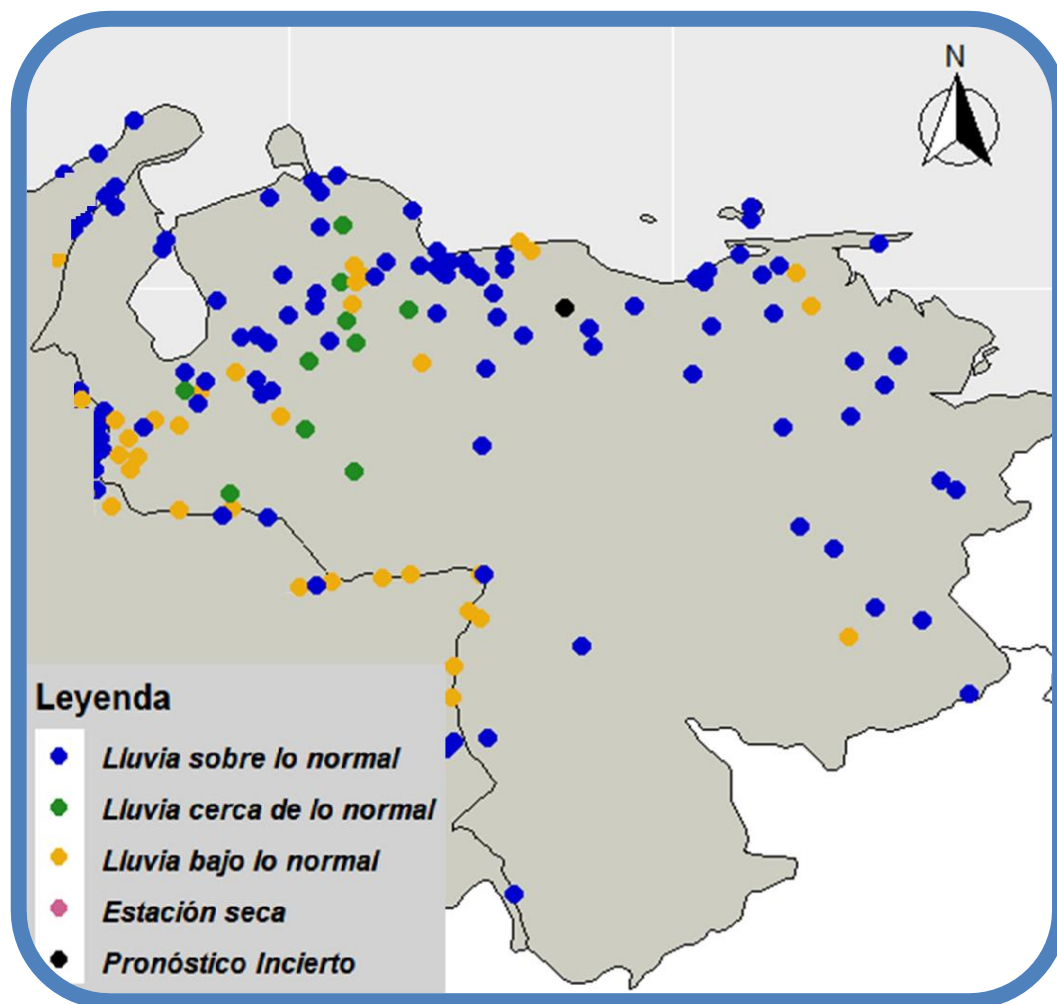 N
Leyenda
Lluvia sobre lo normal
Lluvia cerca de lo normal
Lluvia bajo lo normal
Estación seca
Pronóstico Incierto